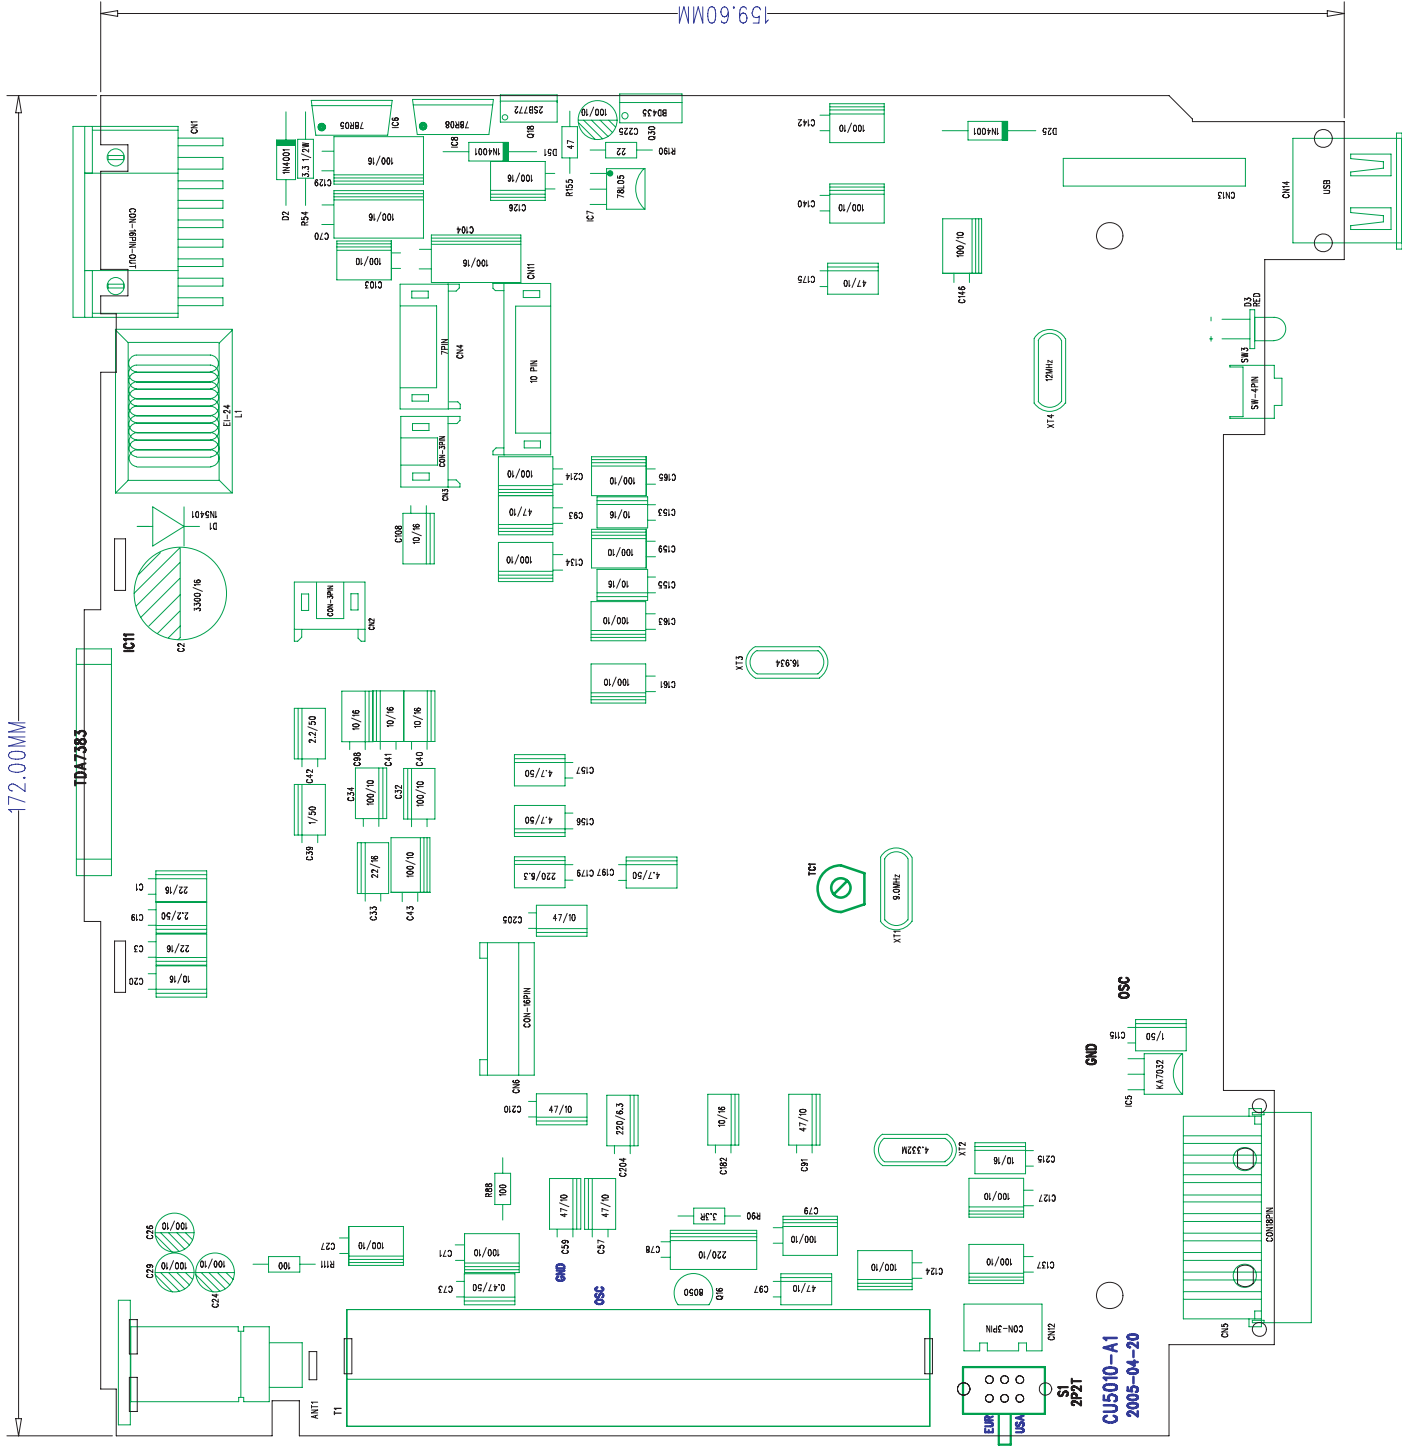 159.60MM
172.00MM
CN1
CON-16PIN-OUT
1N4001
D2
3.3 1/2W
R54
78R05
IC6
100/16
C129
100/16
C70
78R08
IC8
1N4001
D51
2SB772
Q18
47
R155
100/10
C225
BD435
Q30
22
R190
78L05
IC7
100/16
C126
C104
100/16
100/10
C103
CN11
10 PIN
7PIN
CN4
CON-3PIN
CN3
C142
100/10
C140
100/10
C175
47/10
1N4001
D25
100/10
C146
CN13
CN14
USB
D3
RED
- +
SW3
SW-4PIN
12MHz
XT4
EI-24
L1
1N5401
D1
3300/16
C2
IC11
TDA7383
C108
10/16
CON-3PIN
CN2
100/10
C214
47/10
C93
100/10
C134
100/10
C165
10/16
C153
100/10
C159
10/16
C155
100/10
C163
100/10
C161
XT3
16.934
2.2/50
C42
1/50
C39
10/16
C98
10/16
C41
10/16
C40
C34
100/10
C32
100/10
22/16
C33
100/10
C43
4.7/50
C157
4.7/50
C156
220/6.3
C179
C197
4.7/50
C205
47/10
TC1
9.0MHz
XT1
C1
22/16
C19
2.2/50
C3
22/16
C20
10/16
CON-16PIN
CN6
C210
47/10
220/6.3
C204
10/16
C182
47/10
C91
OSC
GND
C115
1/50
KA7032
IC5
4.332M
XT2
10/16
C215
100/10
C127
100/10
C137
R88
100
47/10
C59
47/10
C57
GND
OSC
3.3R
R90
C78
220/10
C79
100/10
8050
Q16
C97
47/10
100/10
C124
C26
100/10
C29
100/10
100/10
C24
100
R111
C27
100/10
C71
100/10
C73
0.47/50
CON18PIN
CN5
CON-3PIN
CN12
ANT1
T1
S1
2P2T
EUR
USA
CU5010-A1
2005-04-20